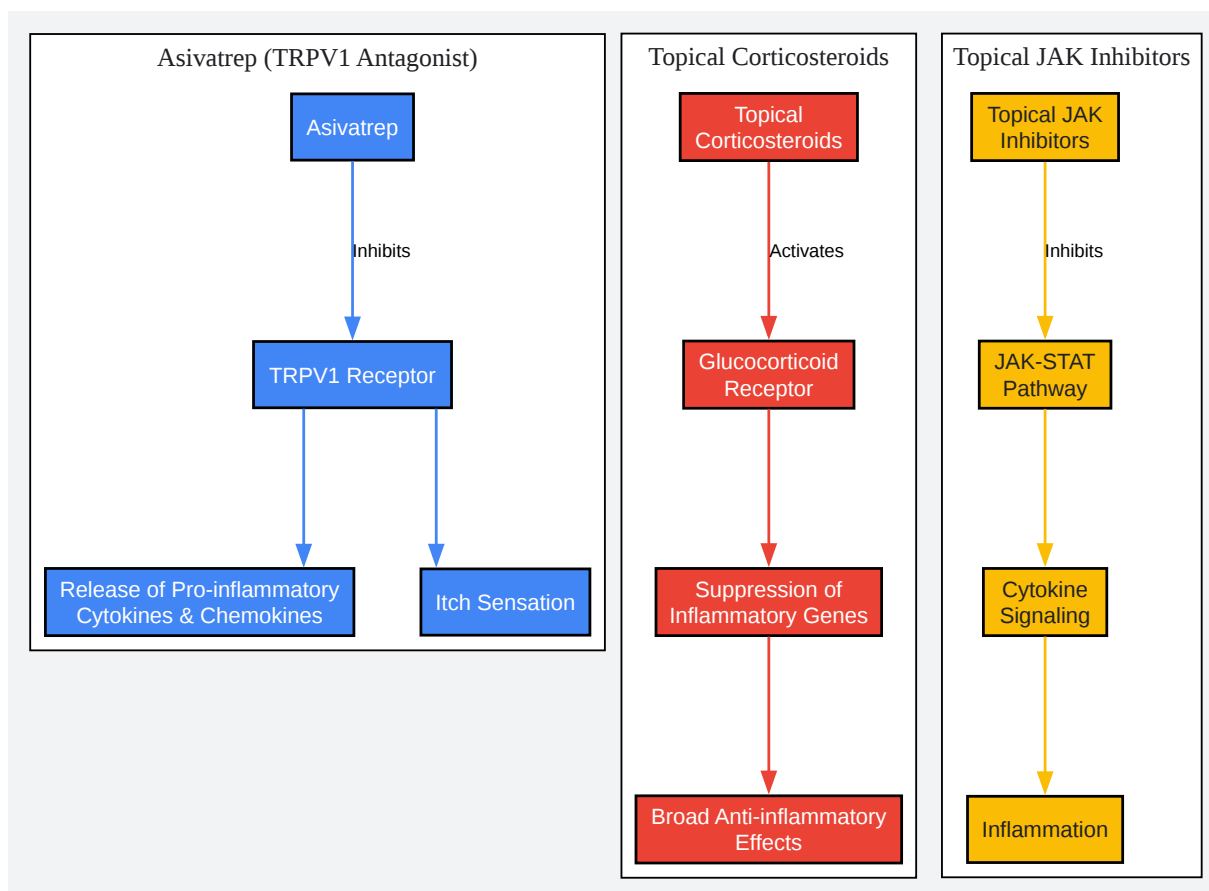 Asivatrep (TRPV1 Antagonist)
Asivatrep
Inhibits
TRPV1 Receptor
Release of Pro-inflammatory
Cytokines & Chemokines
Itch Sensation
Topical Corticosteroids
Topical
Corticosteroids
Activates
Glucocorticoid
Receptor
Suppression of
Inflammatory Genes
Broad Anti-inflammatory
Effects
Topical JAK Inhibitors
Topical JAK
Inhibitors
Inhibits
JAK-STAT
Pathway
Cytokine
Signaling
Inflammation